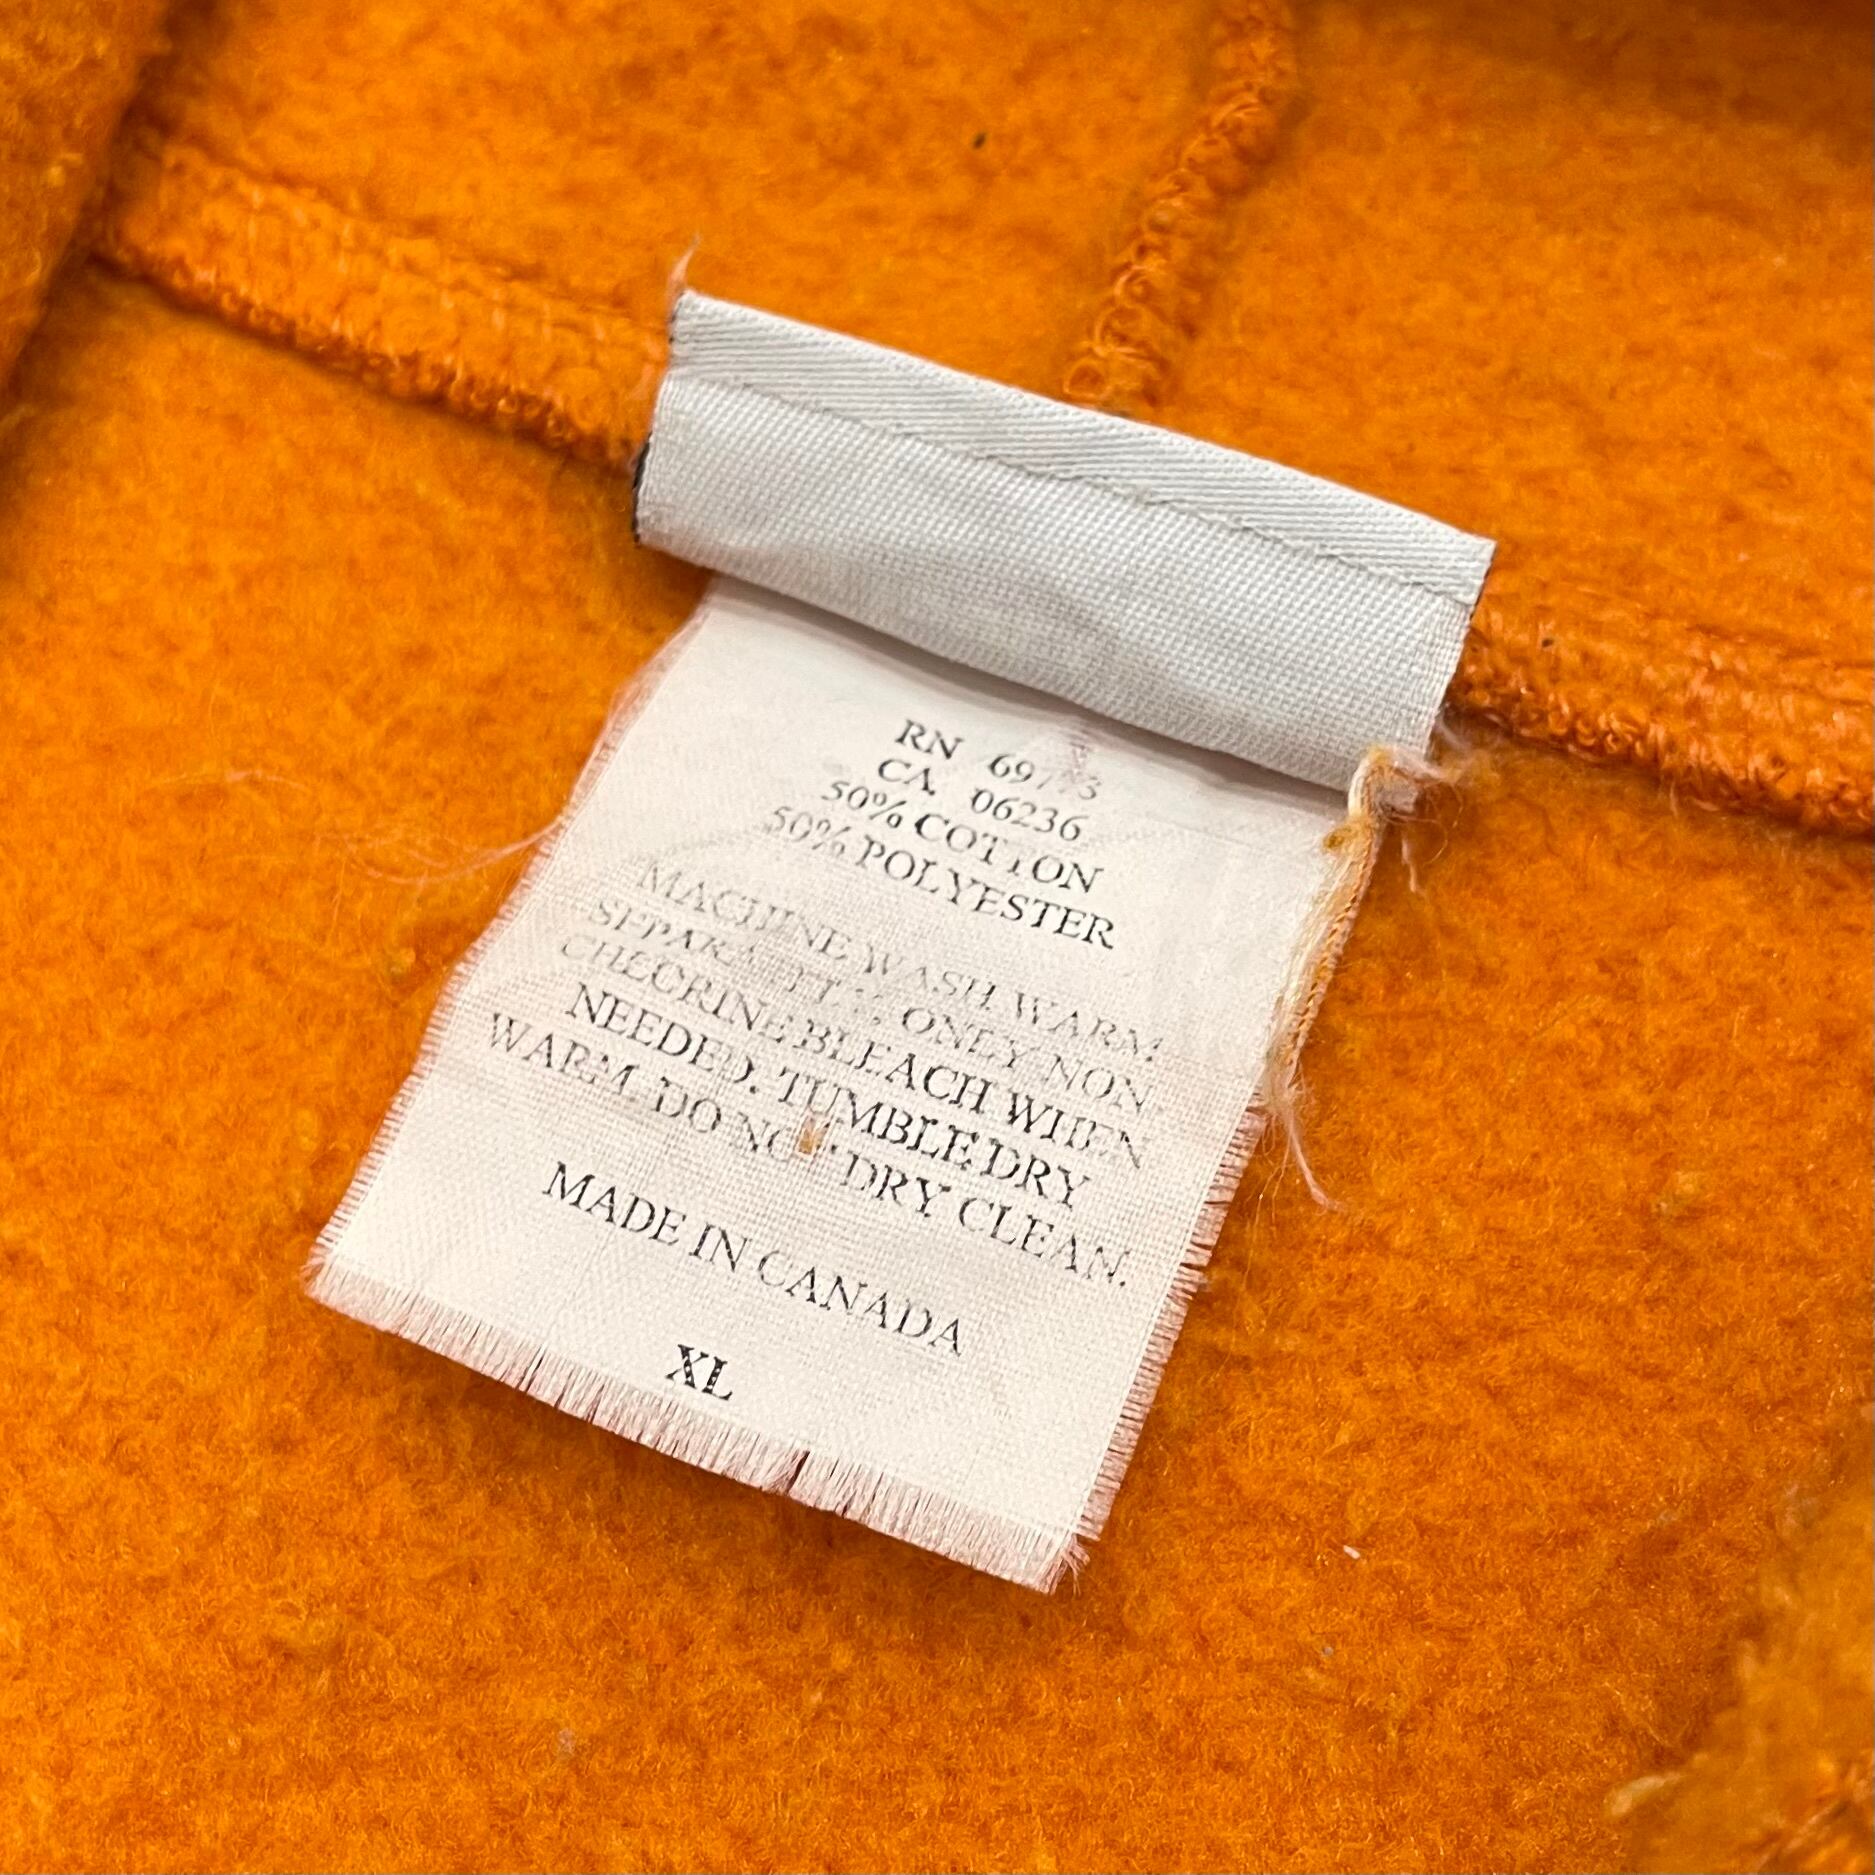 RN 69773
CA 06236
50% COTTON
50% POLYESTER
MACHINE WASH WARM
SEPARATELY. ONLY NON-
CHLORINE BLEACH WHEN
NEEDED. TUMBLE DRY
WARM. DO NOT DRY CLEAN.
MADE IN CANADA
XL